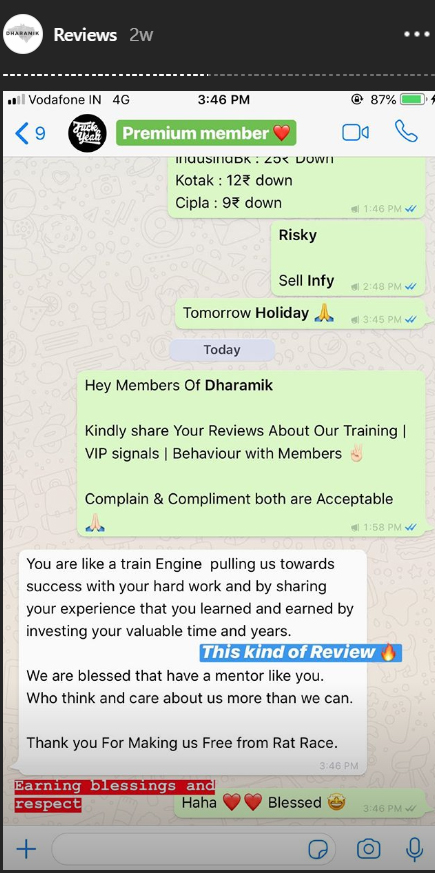 DHARAMIK
Reviews 2w
Vodafone IN 4G 3:46 PM 87%
9 Fuck Yeah Premium member ❤️
IndusindBk : 25₹ Down
Kotak : 12₹ down
Cipla : 9₹ down
1:46 PM
Risky
Sell Infy
2:48 PM
Tomorrow Holiday 🙏
3:45 PM
Today
Hey Members Of Dharamik
Kindly share Your Reviews About Our Training |
VIP signals | Behaviour with Members ✌🏻
Complain & Compliment both are Acceptable
🙏🏻
1:58 PM
You are like a train Engine pulling us towards
success with your hard work and by sharing
your experience that you learned and earned by
investing your valuable time and years.
This kind of Review 🔥
We are blessed that have a mentor like you.
Who think and care about us more than we can.
Thank you For Making us Free from Rat Race.
3:46 PM
Earning blessings and
respect
Haha ❤️❤️ Blessed 🤩
3:46 PM